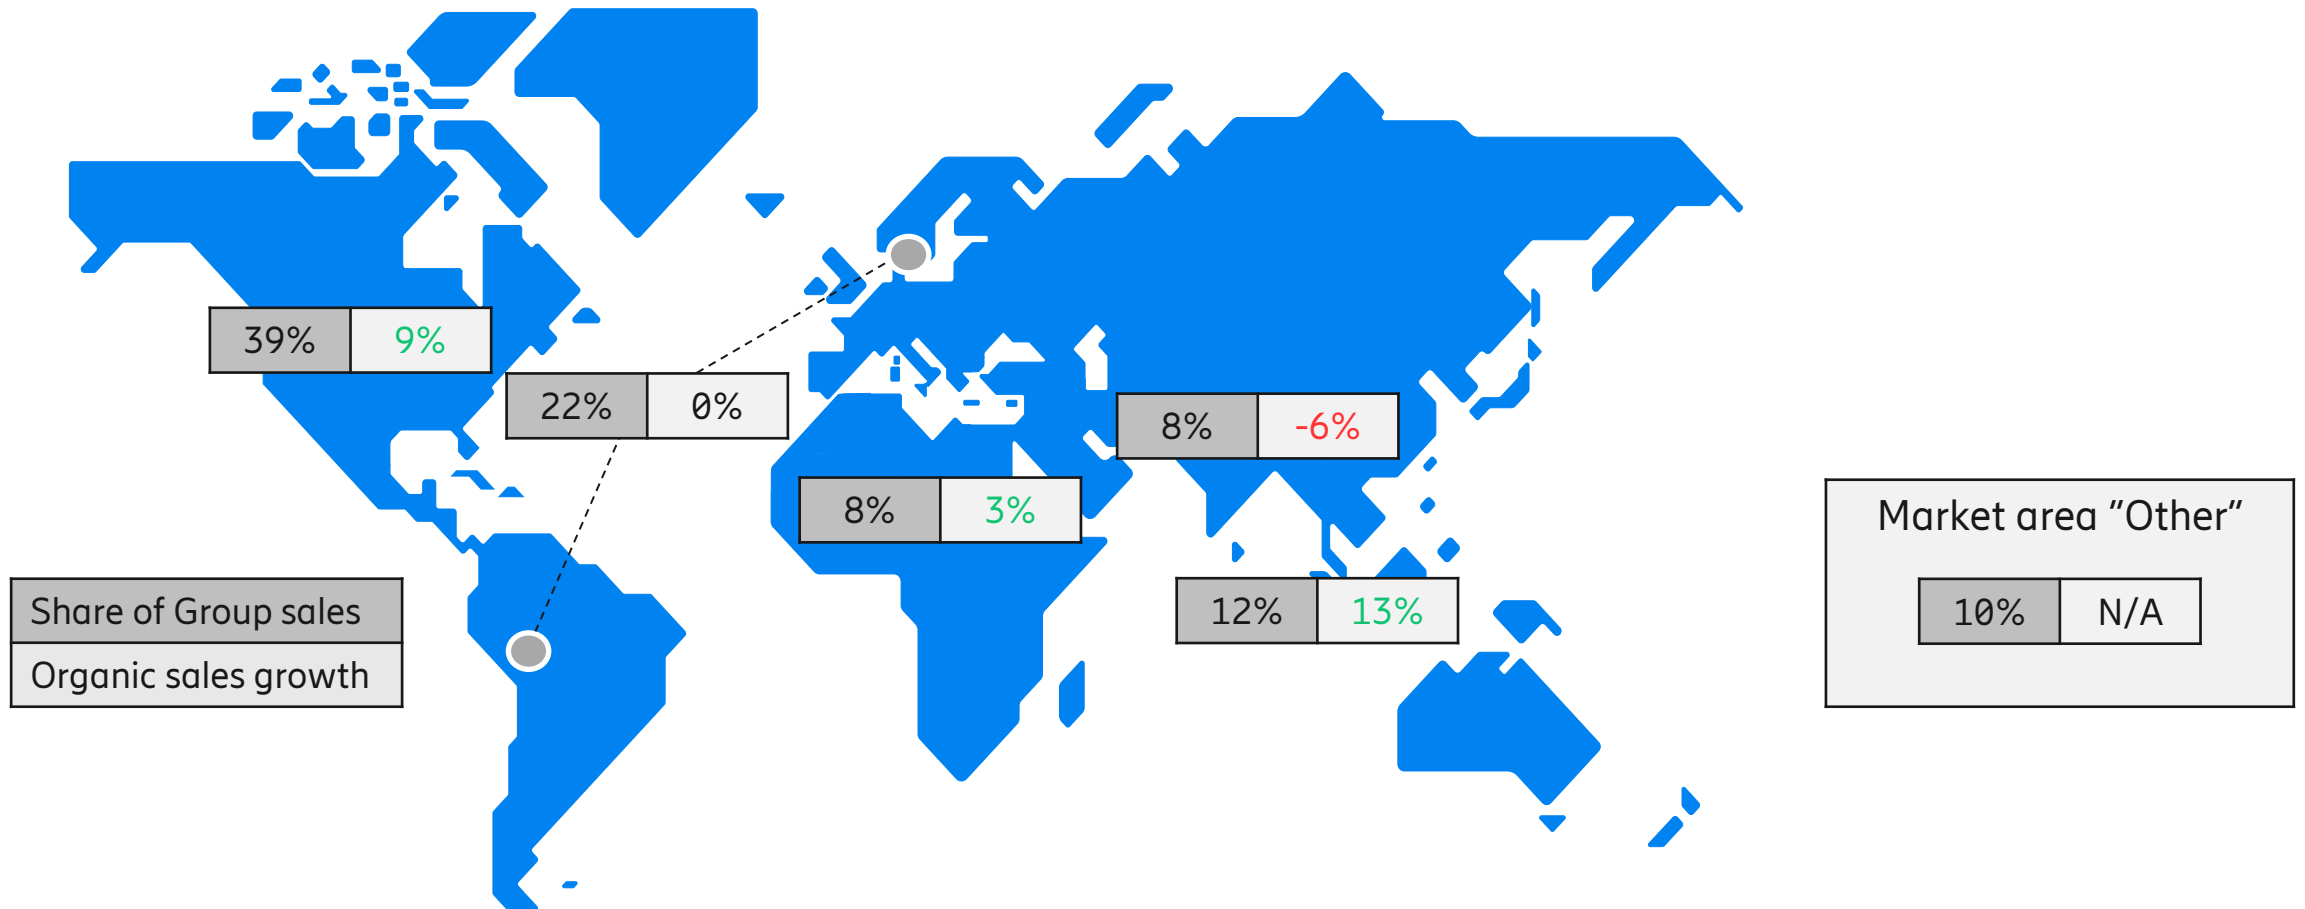 39% 9%
22% 0%
8% -6%
8% 3%
Market area ”Other”
12% 13%
10% N/A
Share of Group sales
Organic sales growth